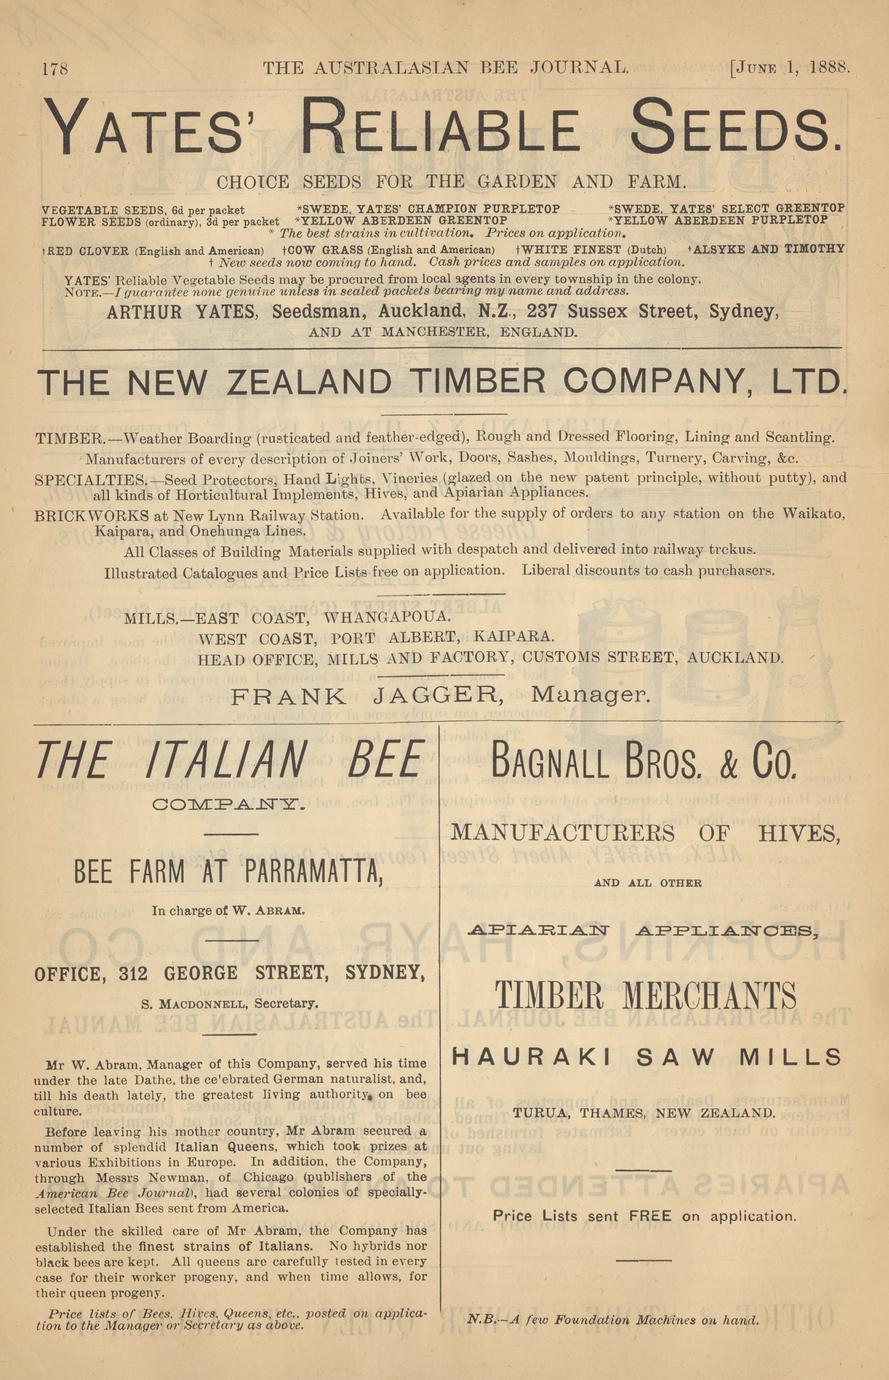 178 THE AUSTRALASIAN BEE JOURNAL. [JUNE 1, 1888.
YATES' RELIABLE SEEDS.
CHOICE SEEDS FOR THE GARDEN AND FARM.
VEGETABLE SEEDS, 6d per packet *SWEDE, YATES' CHAMPION PURPLETOP *SWEDE, YATES' SELECT GREENTOP
FLOWER SEEDS (ordinary), 3d per packet *YELLOW ABERDEEN GREENTOP *YELLOW ABERDEEN PURPLETOP
* The best strains in cultivation. Prices on application.
†RED CLOVER (English and American) †COW GRASS (English and American) †WHITE FINEST (Dutch) †ALSYKE AND TIMOTHY
† New seeds now coming to hand. Cash prices and samples on application.
YATES' Reliable Vegetable Seeds may be procured from local agents in every township in the colony.
NOTE.—I guarantee none genuine unless in sealed packets bearing my name and address.
ARTHUR YATES, Seedsman, Auckland, N.Z., 237 Sussex Street, Sydney,
AND AT MANCHESTER, ENGLAND.
THE NEW ZEALAND TIMBER COMPANY, LTD.
TIMBER.—Weather Boarding (rusticated and feather-edged), Rough and Dressed Flooring, Lining and Scantling.
Manufacturers of every description of Joiners' Work, Doors, Sashes, Mouldings, Turnery, Carving, &c.
SPECIALTIES.—Seed Protectors, Hand Lights, Vineries (glazed on the new patent principle, without putty), and
all kinds of Horticultural Implements, Hives, and Apiarian Appliances.
BRICKWORKS at New Lynn Railway Station. Available for the supply of orders to any station on the Waikato,
Kaipara, and Onehunga Lines.
All Classes of Building Materials supplied with despatch and delivered into railway trckus.
Illustrated Catalogues and Price Lists free on application. Liberal discounts to cash purchasers.
MILLS.—EAST COAST, WHANGAPOUA.
WEST COAST, PORT ALBERT, KAIPARA.
HEAD OFFICE, MILLS AND FACTORY, CUSTOMS STREET, AUCKLAND.
FRANK JAGGER, Manager.
THE ITALIAN BEE
COMPANY.
BEE FARM AT PARRAMATTA,
In charge of W. ABRAM.
OFFICE, 312 GEORGE STREET, SYDNEY,
S. MACDONNELL, Secretary.
Mr W. Abram, Manager of this Company, served his time
under the late Dathe, the ce'ebrated German naturalist, and,
till his death lately, the greatest living authority, on bee
culture.
Before leaving his mother country, Mr Abram secured a
number of splendid Italian Queens, which took prizes at
various Exhibitions in Europe. In addition, the Company,
through Messrs Newman, of Chicago (publishers of the
American Bee Journal), had several colonies of specially-
selected Italian Bees sent from America.
Under the skilled care of Mr Abram, the Company has
established the finest strains of Italians. No hybrids nor
black bees are kept. All queens are carefully tested in every
case for their worker progeny, and when time allows, for
their queen progeny.
Price lists of Bees, Hives, Queens, etc., posted on applica-
tion to the Manager or Secretary as above.
BAGNALL BROS. & CO.
MANUFACTURERS OF HIVES,
AND ALL OTHER
APIARIAN APPLIANCES,
TIMBER MERCHANTS
HAURAKI SAW MILLS
TURUA, THAMES, NEW ZEALAND.
Price Lists sent FREE on application.
N.B.—A few Foundation Machines on hand.